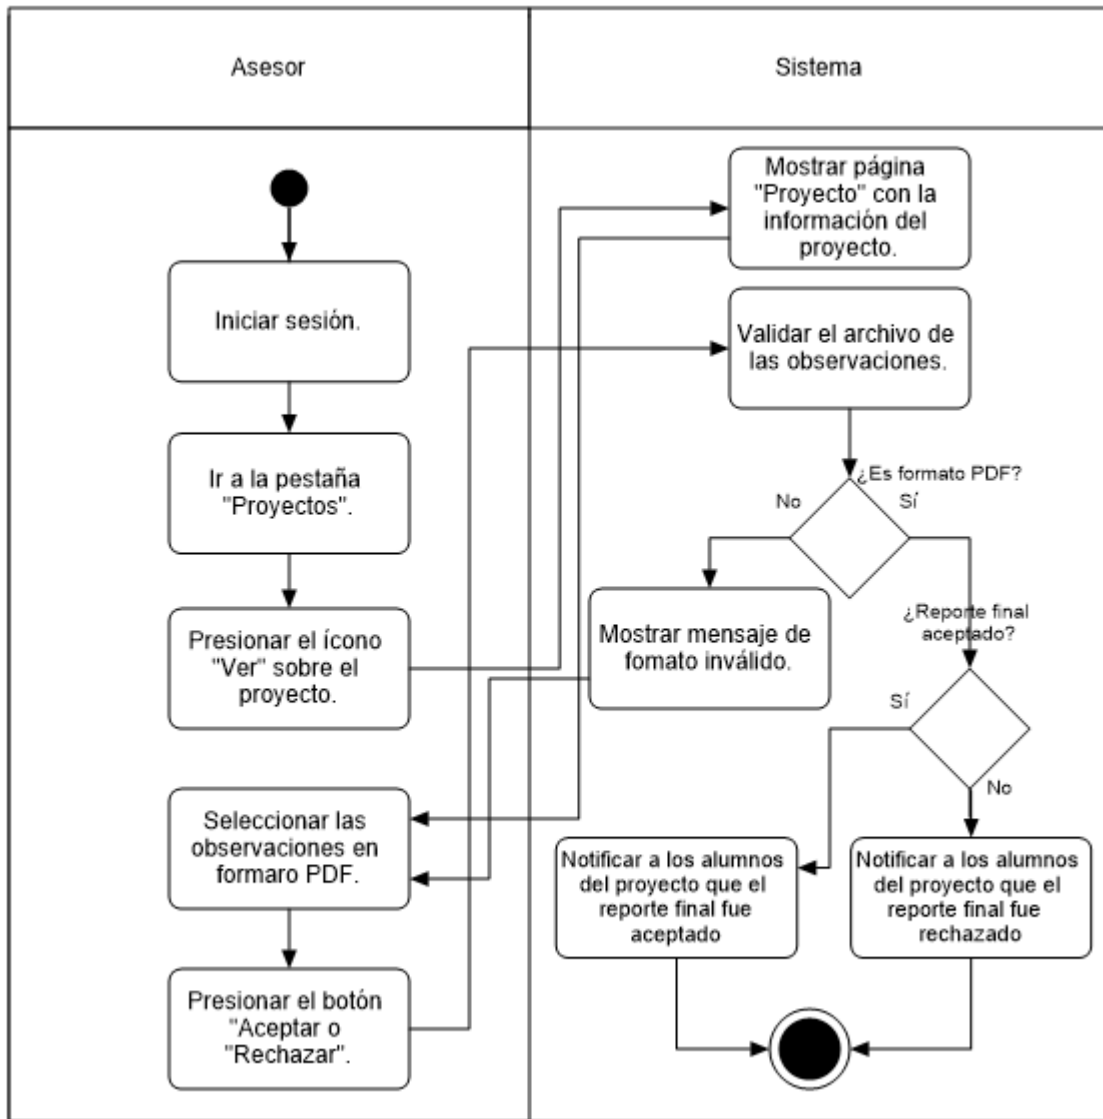 Asesor
Sistema
Mostrar página
"Proyecto" con la
información del
proyecto.
Iniciar sesión.
Validar el archivo de
las observaciones.
Ir a la pestaña
"Proyectos".
¿Es formato PDF?
No
Sí
Presionar el ícono
"Ver" sobre el
proyecto.
Mostrar mensaje de
fomato inválido.
¿Reporte final
aceptado?
Sí
No
Seleccionar las
observaciones en
formaro PDF.
Notificar a los alumnos
del proyecto que el
reporte final fue
aceptado
Notificar a los alumnos
del proyecto que el
reporte final fue
rechazado
Presionar el botón
"Aceptar o
"Rechazar".